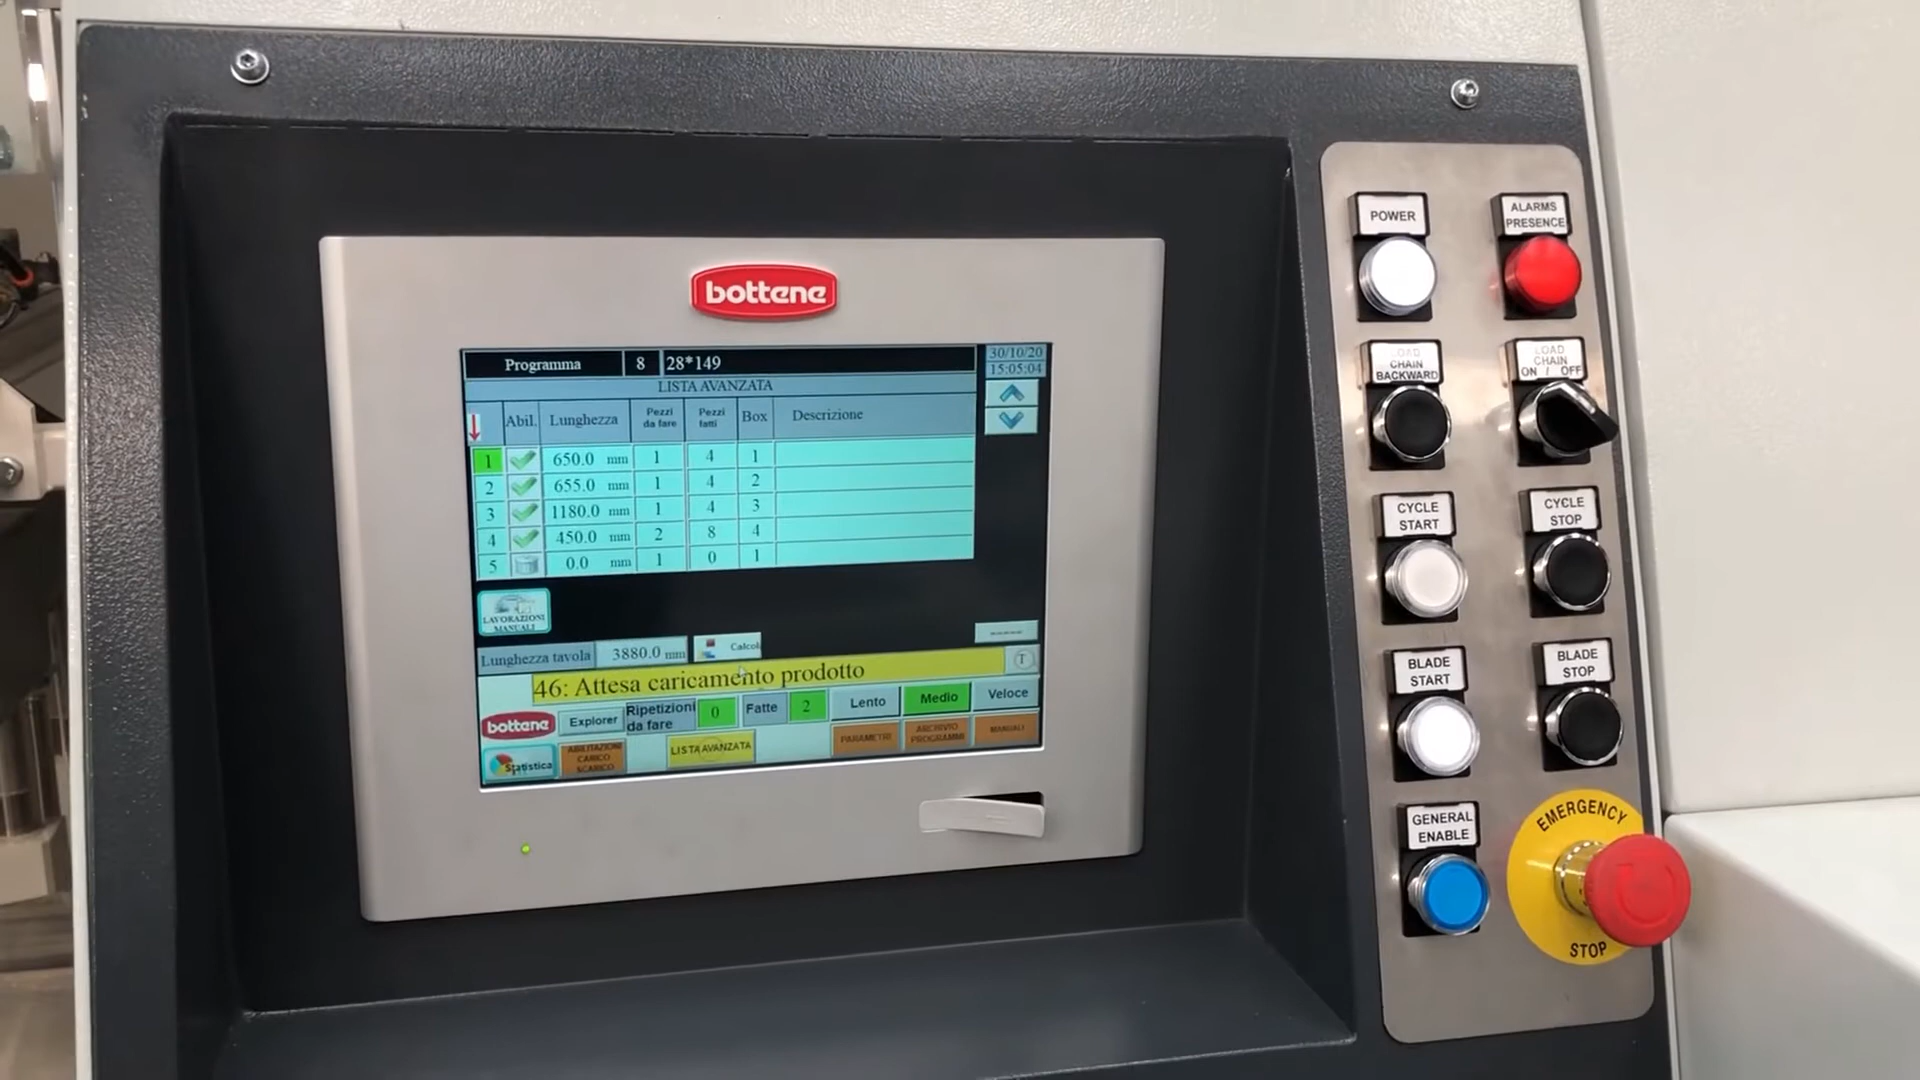 bottene
Programma 8 28*149
30/10/20
15:05:04
LISTA AVANZATA
Abil. Lunghezza Pezzi da fare Pezzi fatti Box Descrizione
1 650.0 mm 1 4 1
2 655.0 mm 1 4 2
3 1180.0 mm 1 4 3
4 450.0 mm 2 8 4
5 0.0 mm 1 0 1
LAVORAZIONI
MANUALI
Lunghezza tavola 3880.0 mm Calcol
46: Attesa caricamento prodotto T
bottene Explorer Ripetizioni da fare 0 Fatte 2 Lento Medio Veloce
Statistica ABILITAZIONI CARICO SCARICO LISTA AVANZATA PARAMETRI ARCHIVIO PROGRAMMI MANUALI
POWER
ALARMS
PRESENCE
LOAD
CHAIN
BACKWARD
LOAD
CHAIN
ON / OFF
CYCLE
START
CYCLE
STOP
BLADE
START
BLADE
STOP
GENERAL
ENABLE
EMERGENCY
STOP